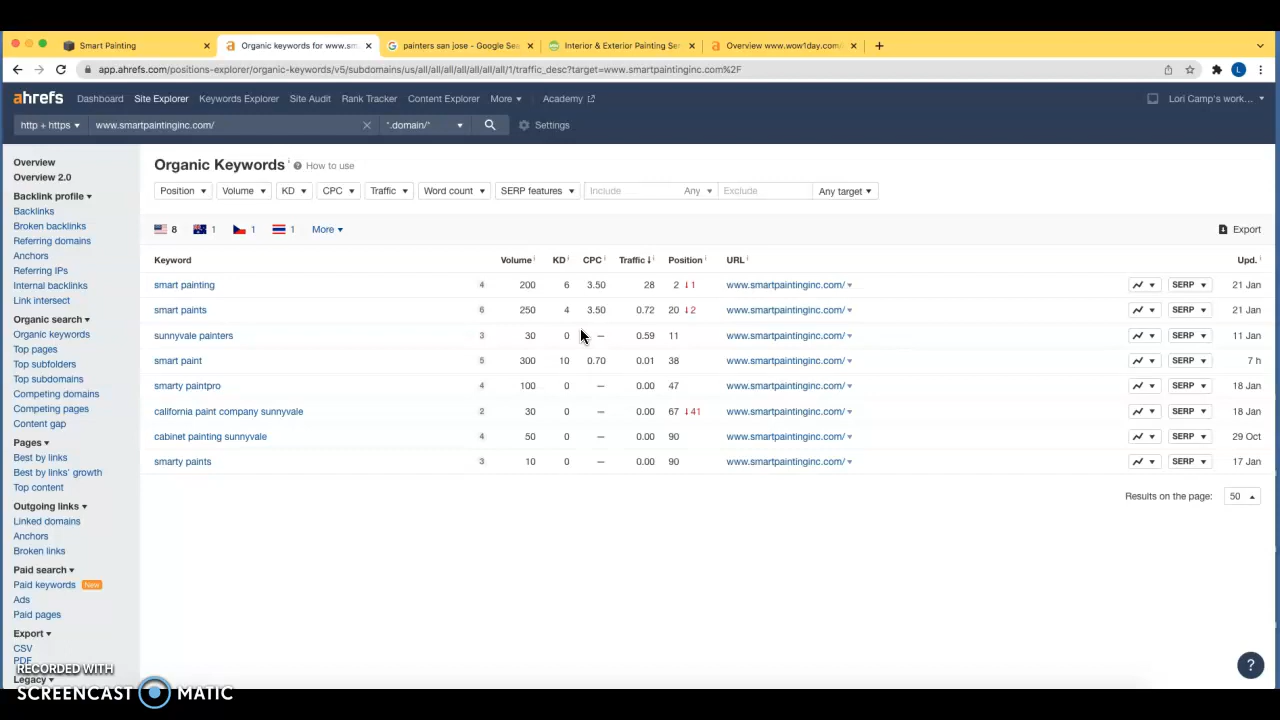 Smart Painting
Organic keywords for www.sm
painters san jose - Google Sea
Interior & Exterior Painting Ser
Overview www.wow1day.com/
app.ahrefs.com/positions-explorer/organic-keywords/v5/subdomains/us/all/all/all/all/all/all/all/1/traffic_desc?target=www.smartpaintinginc.com%2F
L
ahrefs Dashboard Site Explorer Keywords Explorer Site Audit Rank Tracker Content Explorer More Academy Lori Camp's work...
http + https www.smartpaintinginc.com/ *.domain/* Settings
Overview
Overview 2.0
Backlink profile
Backlinks
Broken backlinks
Referring domains
Anchors
Referring IPs
Internal backlinks
Link intersect
Organic search
Organic keywords
Top pages
Top subfolders
Top subdomains
Competing domains
Competing pages
Content gap
Pages
Best by links
Best by links' growth
Top content
Outgoing links
Linked domains
Anchors
Broken links
Paid search
Paid keywords New
Ads
Paid pages
Export
CSV
PDF
Legacy
Organic Keywords i ? How to use
Position Volume KD CPC Traffic Word count SERP features Include Any Exclude Any target
8 1 1 1 More Export
Keyword Volume KD CPC Traffic Position URL Upd.
smart painting 4 200 6 3.50 28 2 ↓1 www.smartpaintinginc.com/ SERP 21 Jan
smart paints 6 250 4 3.50 0.72 20 ↓2 www.smartpaintinginc.com/ SERP 21 Jan
sunnyvale painters 3 30 0 — 0.59 11 www.smartpaintinginc.com/ SERP 11 Jan
smart paint 5 300 10 0.70 0.01 38 www.smartpaintinginc.com/ SERP 7 h
smarty paintpro 4 100 0 — 0.00 47 www.smartpaintinginc.com/ SERP 18 Jan
california paint company sunnyvale 2 30 0 — 0.00 67 ↓41 www.smartpaintinginc.com/ SERP 18 Jan
cabinet painting sunnyvale 4 50 0 — 0.00 90 www.smartpaintinginc.com/ SERP 29 Oct
smarty paints 3 10 0 — 0.00 90 www.smartpaintinginc.com/ SERP 17 Jan
Results on the page: 50
?
RECORDED WITH
SCREENCAST MATIC